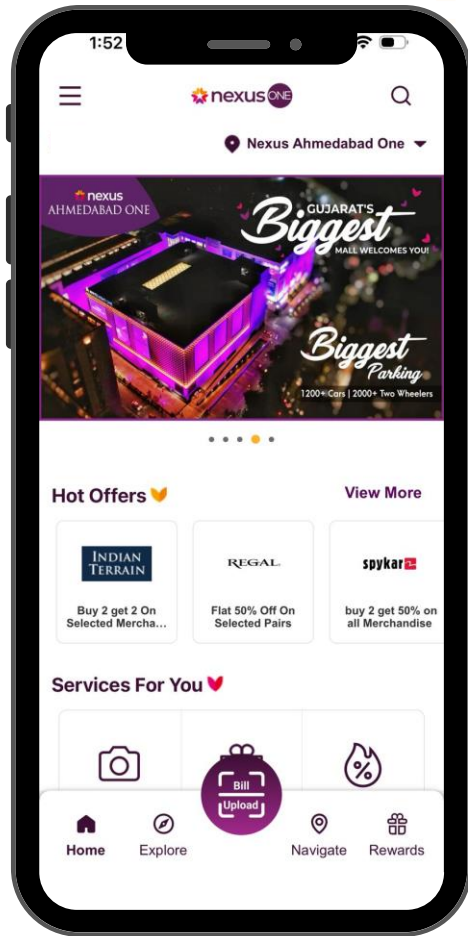 1:52
nexus ONE
Nexus Ahmedabad One
nexus
AHMEDABAD ONE
GUJARAT'S
Biggest
MALL WELCOMES YOU!
Biggest
Parking
1200+ Cars | 2000+ Two Wheelers
Hot Offers
View More
INDIAN
TERRAIN
Buy 2 get 2 On
Selected Mercha...
REGAL
Flat 50% Off On
Selected Pairs
spykar
buy 2 get 50% on
all Merchandise
Services For You
%
Bill
Upload
Home
Explore
Navigate
Rewards